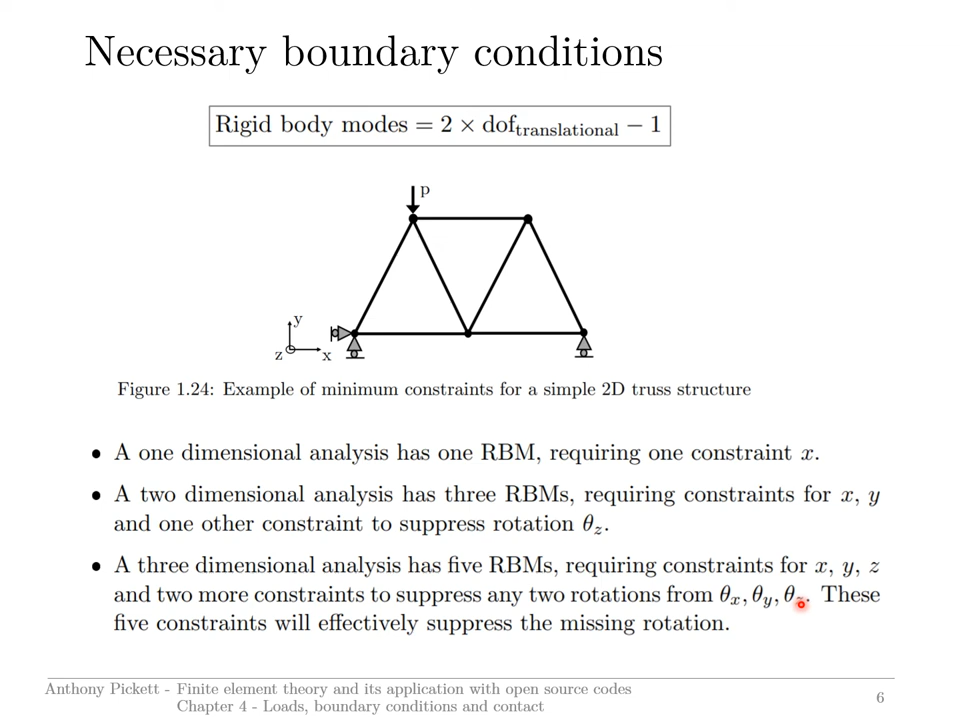 Necessary boundary conditions
Rigid body modes = 2 × dof_translational − 1
p
y
z
x
Figure 1.24: Example of minimum constraints for a simple 2D truss structure
• A one dimensional analysis has one RBM, requiring one constraint x.
• A two dimensional analysis has three RBMs, requiring constraints for x, y
and one other constraint to suppress rotation θ_z.
• A three dimensional analysis has five RBMs, requiring constraints for x, y, z
and two more constraints to suppress any two rotations from θ_x, θ_y, θ_z. These
five constraints will effectively suppress the missing rotation.
Anthony Pickett - Finite element theory and its application with open source codes
Chapter 4 - Loads, boundary conditions and contact
6